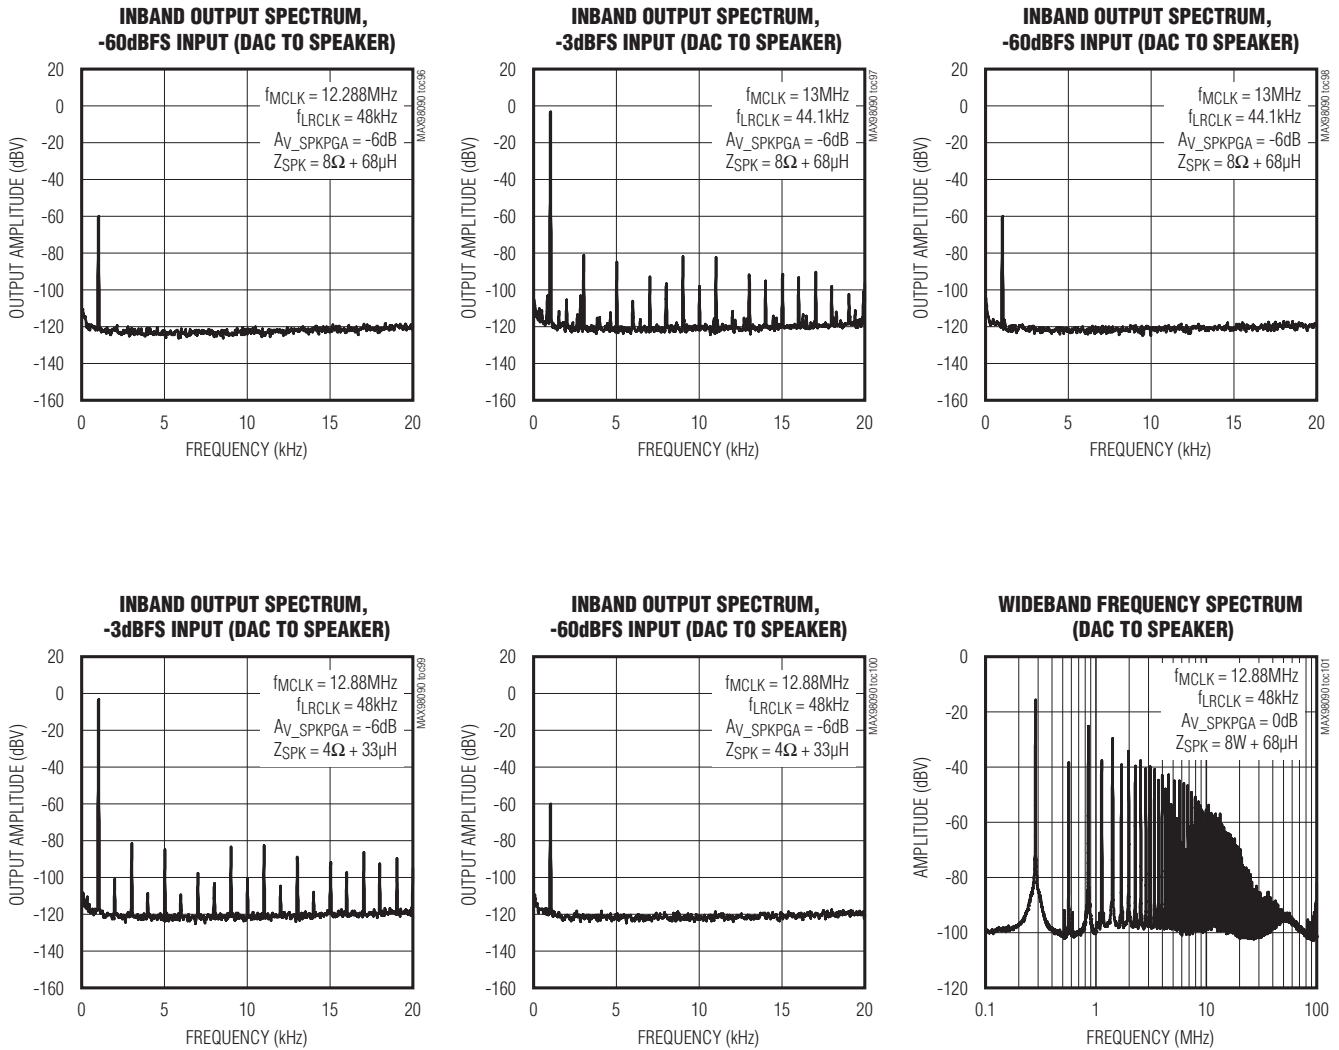 INBAND OUTPUT SPECTRUM,
-60dBFS INPUT (DAC TO SPEAKER)
MAX98090 toc96
fMCLK = 12.288MHz
fLRCLK = 48kHz
AV_SPKPGA = -6dB
ZSPK = 8Ω + 68µH
OUTPUT AMPLITUDE (dBV)
20
0
-20
-40
-60
-80
-100
-120
-140
-160
0 5 10 15 20
FREQUENCY (kHz)
INBAND OUTPUT SPECTRUM,
-3dBFS INPUT (DAC TO SPEAKER)
MAX98090 toc97
fMCLK = 13MHz
fLRCLK = 44.1kHz
AV_SPKPGA = -6dB
ZSPK = 8Ω + 68µH
OUTPUT AMPLITUDE (dBV)
20
0
-20
-40
-60
-80
-100
-120
-140
-160
0 5 10 15 20
FREQUENCY (kHz)
INBAND OUTPUT SPECTRUM,
-60dBFS INPUT (DAC TO SPEAKER)
MAX98090 toc98
fMCLK = 13MHz
fLRCLK = 44.1kHz
AV_SPKPGA = -6dB
ZSPK = 8Ω + 68µH
OUTPUT AMPLITUDE (dBV)
20
0
-20
-40
-60
-80
-100
-120
-140
-160
0 5 10 15 20
FREQUENCY (kHz)
INBAND OUTPUT SPECTRUM,
-3dBFS INPUT (DAC TO SPEAKER)
MAX98090 toc99
fMCLK = 12.88MHz
fLRCLK = 48kHz
AV_SPKPGA = -6dB
ZSPK = 4Ω + 33µH
OUTPUT AMPLITUDE (dBV)
20
0
-20
-40
-60
-80
-100
-120
-140
-160
0 5 10 15 20
FREQUENCY (kHz)
INBAND OUTPUT SPECTRUM,
-60dBFS INPUT (DAC TO SPEAKER)
MAX98090 toc100
fMCLK = 12.88MHz
fLRCLK = 48kHz
AV_SPKPGA = -6dB
ZSPK = 4Ω + 33µH
OUTPUT AMPLITUDE (dBV)
20
0
-20
-40
-60
-80
-100
-120
-140
-160
0 5 10 15 20
FREQUENCY (kHz)
WIDEBAND FREQUENCY SPECTRUM
(DAC TO SPEAKER)
MAX98090 toc101
fMCLK = 12.88MHz
fLRCLK = 48kHz
AV_SPKPGA = 0dB
ZSPK = 8W + 68µH
AMPLITUDE (dBV)
0
-20
-40
-60
-80
-100
-120
0.1 1 10 100
FREQUENCY (MHz)